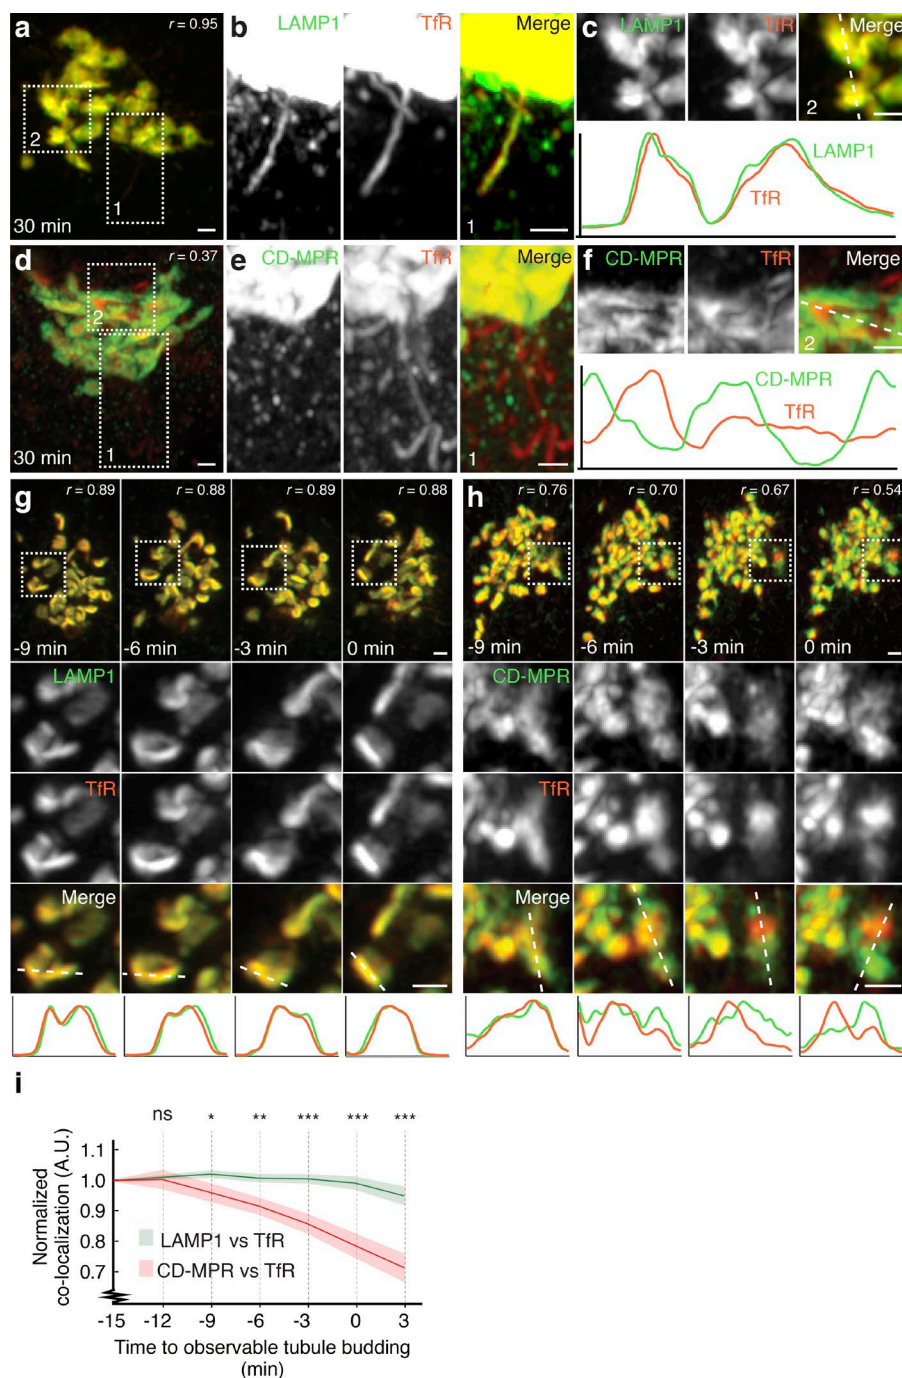 a
r = 0.95
2
1
30 min
b
LAMP1
TfR
Merge
1
c
LAMP1
TfR
Merge
2
LAMP1
TfR
d
r = 0.37
2
1
30 min
e
CD-MPR
TfR
Merge
1
f
CD-MPR
TfR
Merge
2
CD-MPR
TfR
g
r = 0.89
r = 0.88
r = 0.89
r = 0.88
-9 min
-6 min
-3 min
0 min
LAMP1
TfR
Merge
h
r = 0.76
r = 0.70
r = 0.67
r = 0.54
-9 min
-6 min
-3 min
0 min
CD-MPR
TfR
Merge
i
ns * ** *** *** ***
1.1
1.0
0.9
0.8
0.7
Normalized
co-localization (A.U.)
LAMP1 vs TfR
CD-MPR vs TfR
-15 -12 -9 -6 -3 0 3
Time to observable tubule budding
(min)